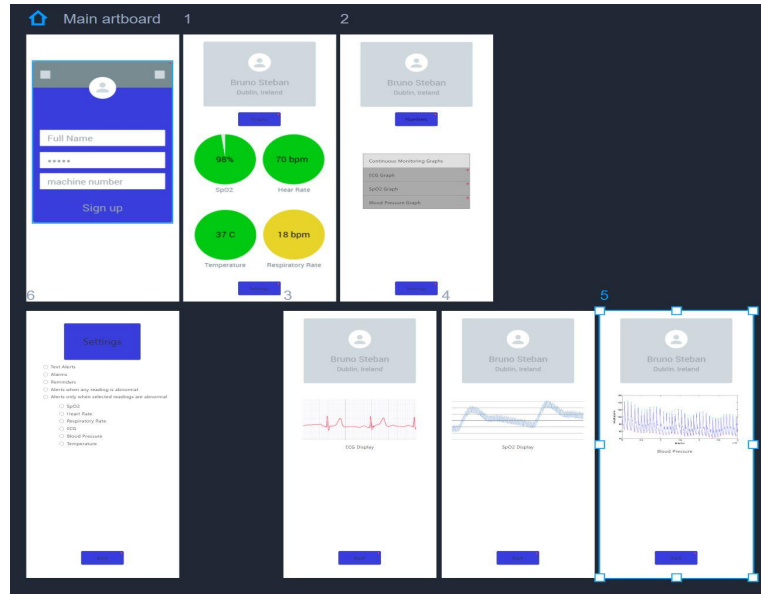 Main artboard
1
2
Full Name
*****
machine number
Sign up
Bruno Steban
Dublin, Ireland
98%
70 bpm
SpO2
Hear Rate
37 C
18 bpm
Temperature
Respiratory Rate
Bruno Steban
Dublin, Ireland
Numbers
Continuous Monitoring Graphs
ECG Graph
SpO2 Graph
Blood Pressure Graph
6
3
4
5
Settings
Text Alerts
Alarms
Reminders
Alerts when any reading is abnormal
Alerts only when selected readings are abnormal
SpO2
Heart Rate
Respiratory Rate
ECG
Blood Pressure
Temperature
Bruno Steban
Dublin, Ireland
ECG Display
Bruno Steban
Dublin, Ireland
SpO2 Display
Bruno Steban
Dublin, Ireland
Blood Pressure